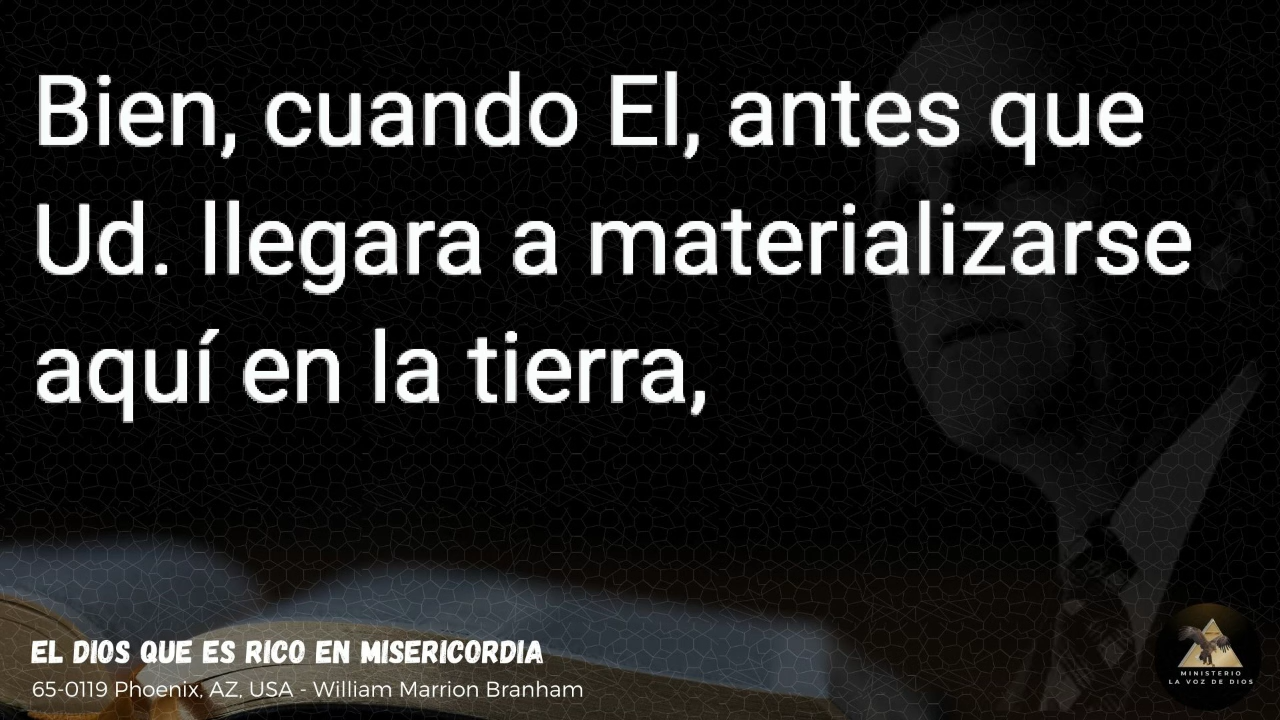 Bien, cuando El, antes que
Ud. llegara a materializarse
aquí en la tierra,
EL DIOS QUE ES RICO EN MISERICORDIA
65-0119 Phoenix, AZ, USA - William Marrion Branham
MINISTERIO
LA VOZ DE DIOS